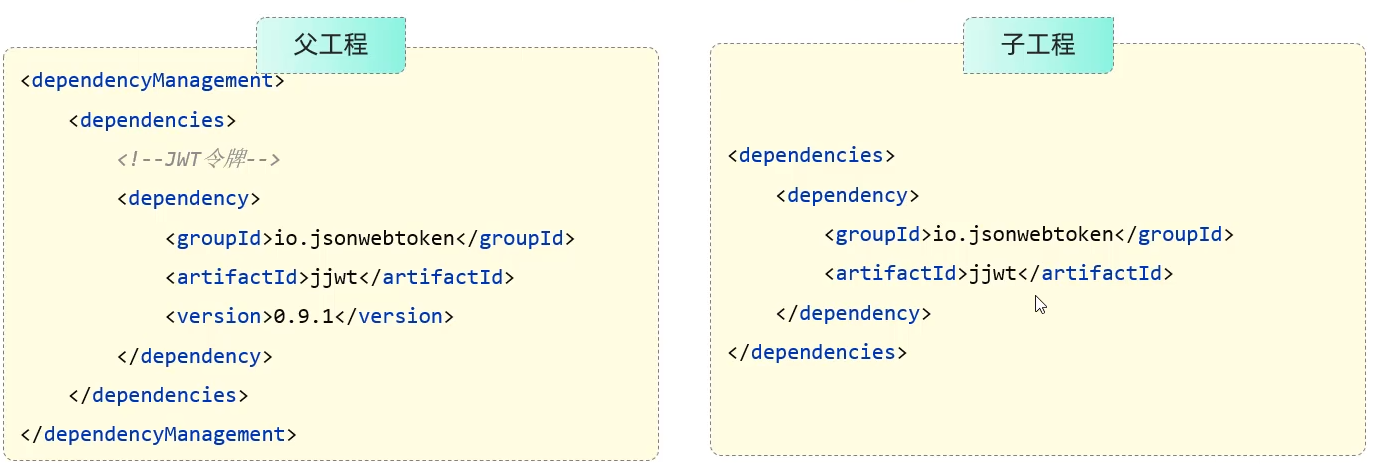 父工程
<dependencyManagement>
    <dependencies>
        <!--JWT令牌-->
        <dependency>
            <groupId>io.jsonwebtoken</groupId>
            <artifactId>jjwt</artifactId>
            <version>0.9.1</version>
        </dependency>
    </dependencies>
</dependencyManagement>
子工程
<dependencies>
    <dependency>
        <groupId>io.jsonwebtoken</groupId>
        <artifactId>jjwt</artifactId>
    </dependency>
</dependencies>